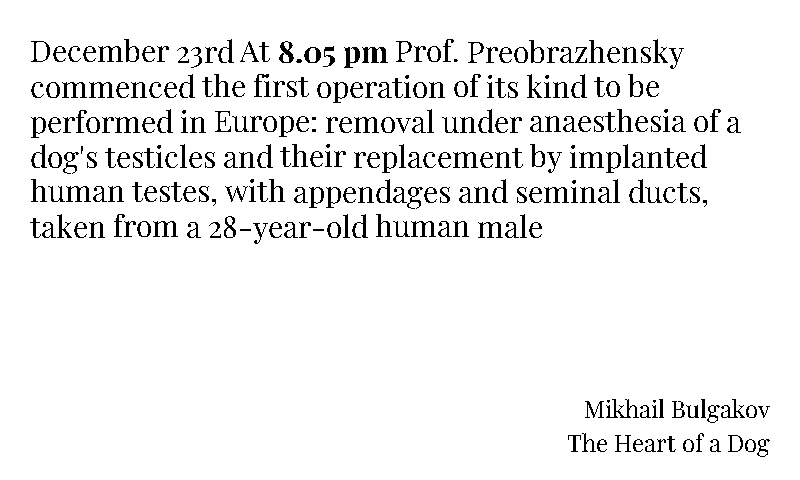 December 23rd At 8.05 pm Prof. Preobrazhensky
commenced the first operation of its kind to be
performed in Europe: removal under anaesthesia of a
dog's testicles and their replacement by implanted
human testes, with appendages and seminal ducts,
taken from a 28-year-old human male
Mikhail Bulgakov
The Heart of a Dog